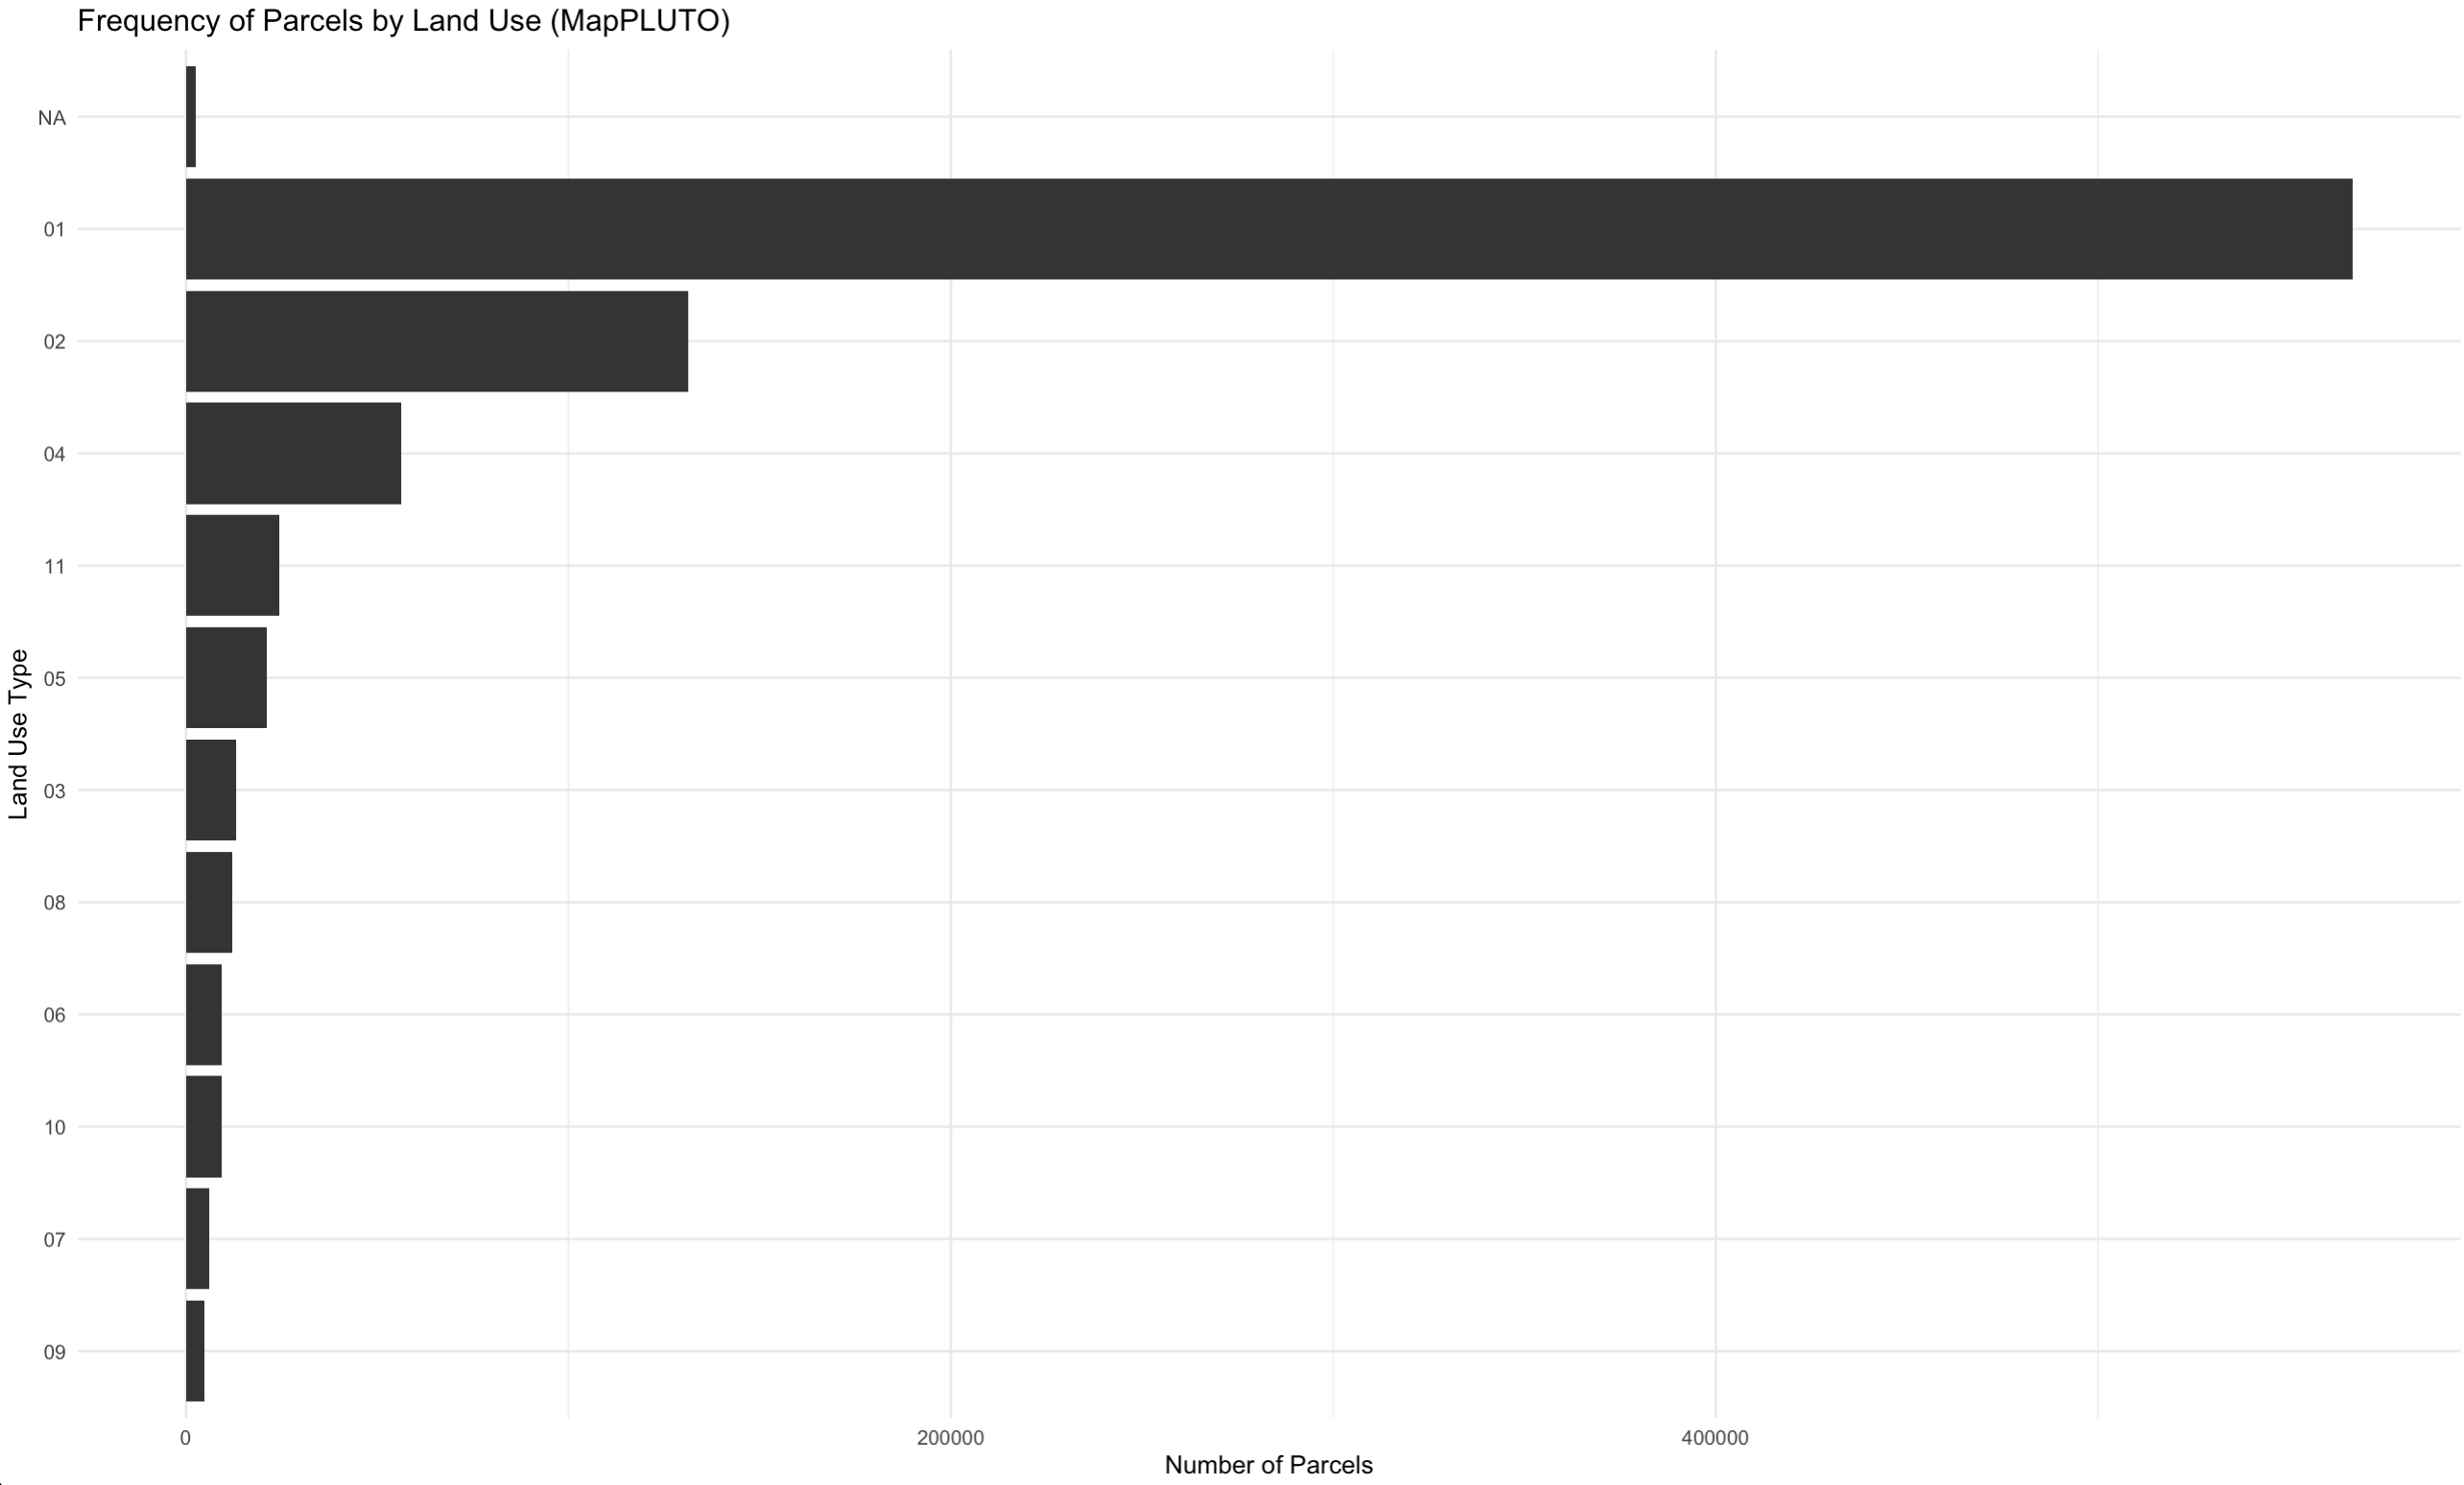 Frequency of Parcels by Land Use (MapPLUTO)
Land Use Type
NA
01
02
04
11
05
03
08
06
10
07
09
0 200000 400000
Number of Parcels